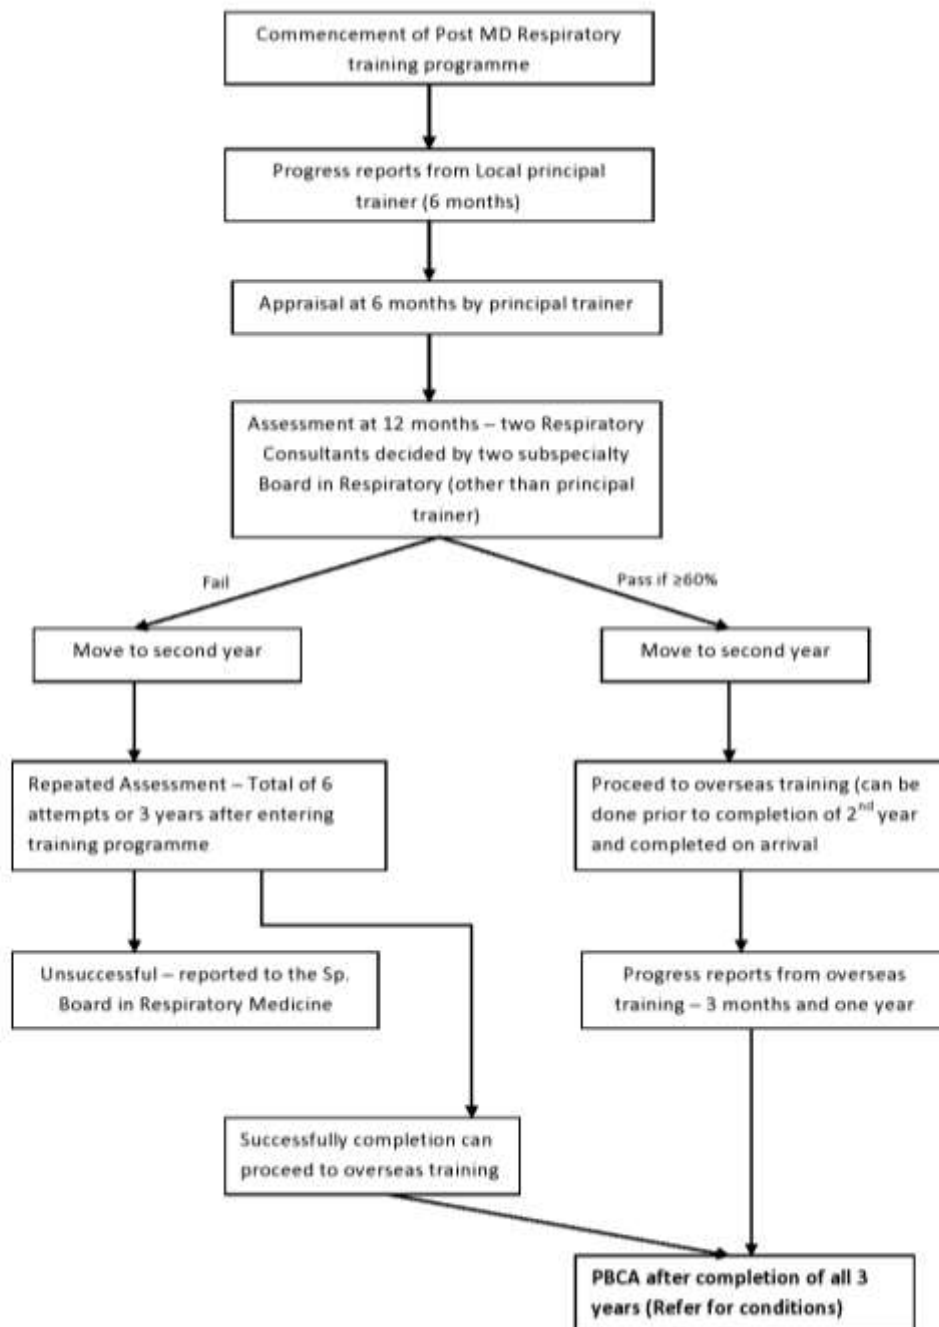 Commencement of Post MD Respiratory
training programme
Progress reports from Local principal
trainer (6 months)
Appraisal at 6 months by principal trainer
Assessment at 12 months – two Respiratory
Consultants decided by two subspecialty
Board in Respiratory (other than principal
trainer)
Fail
Pass if ≥60%
Move to second year
Move to second year
Repeated Assessment – Total of 6
attempts or 3 years after entering
training programme
Proceed to overseas training (can be
done prior to completion of 2nd year
and completed on arrival
Unsuccessful – reported to the Sp.
Board in Respiratory Medicine
Progress reports from overseas
training – 3 months and one year
Successfully completion can
proceed to overseas training
PBCA after completion of all 3
years (Refer for conditions)